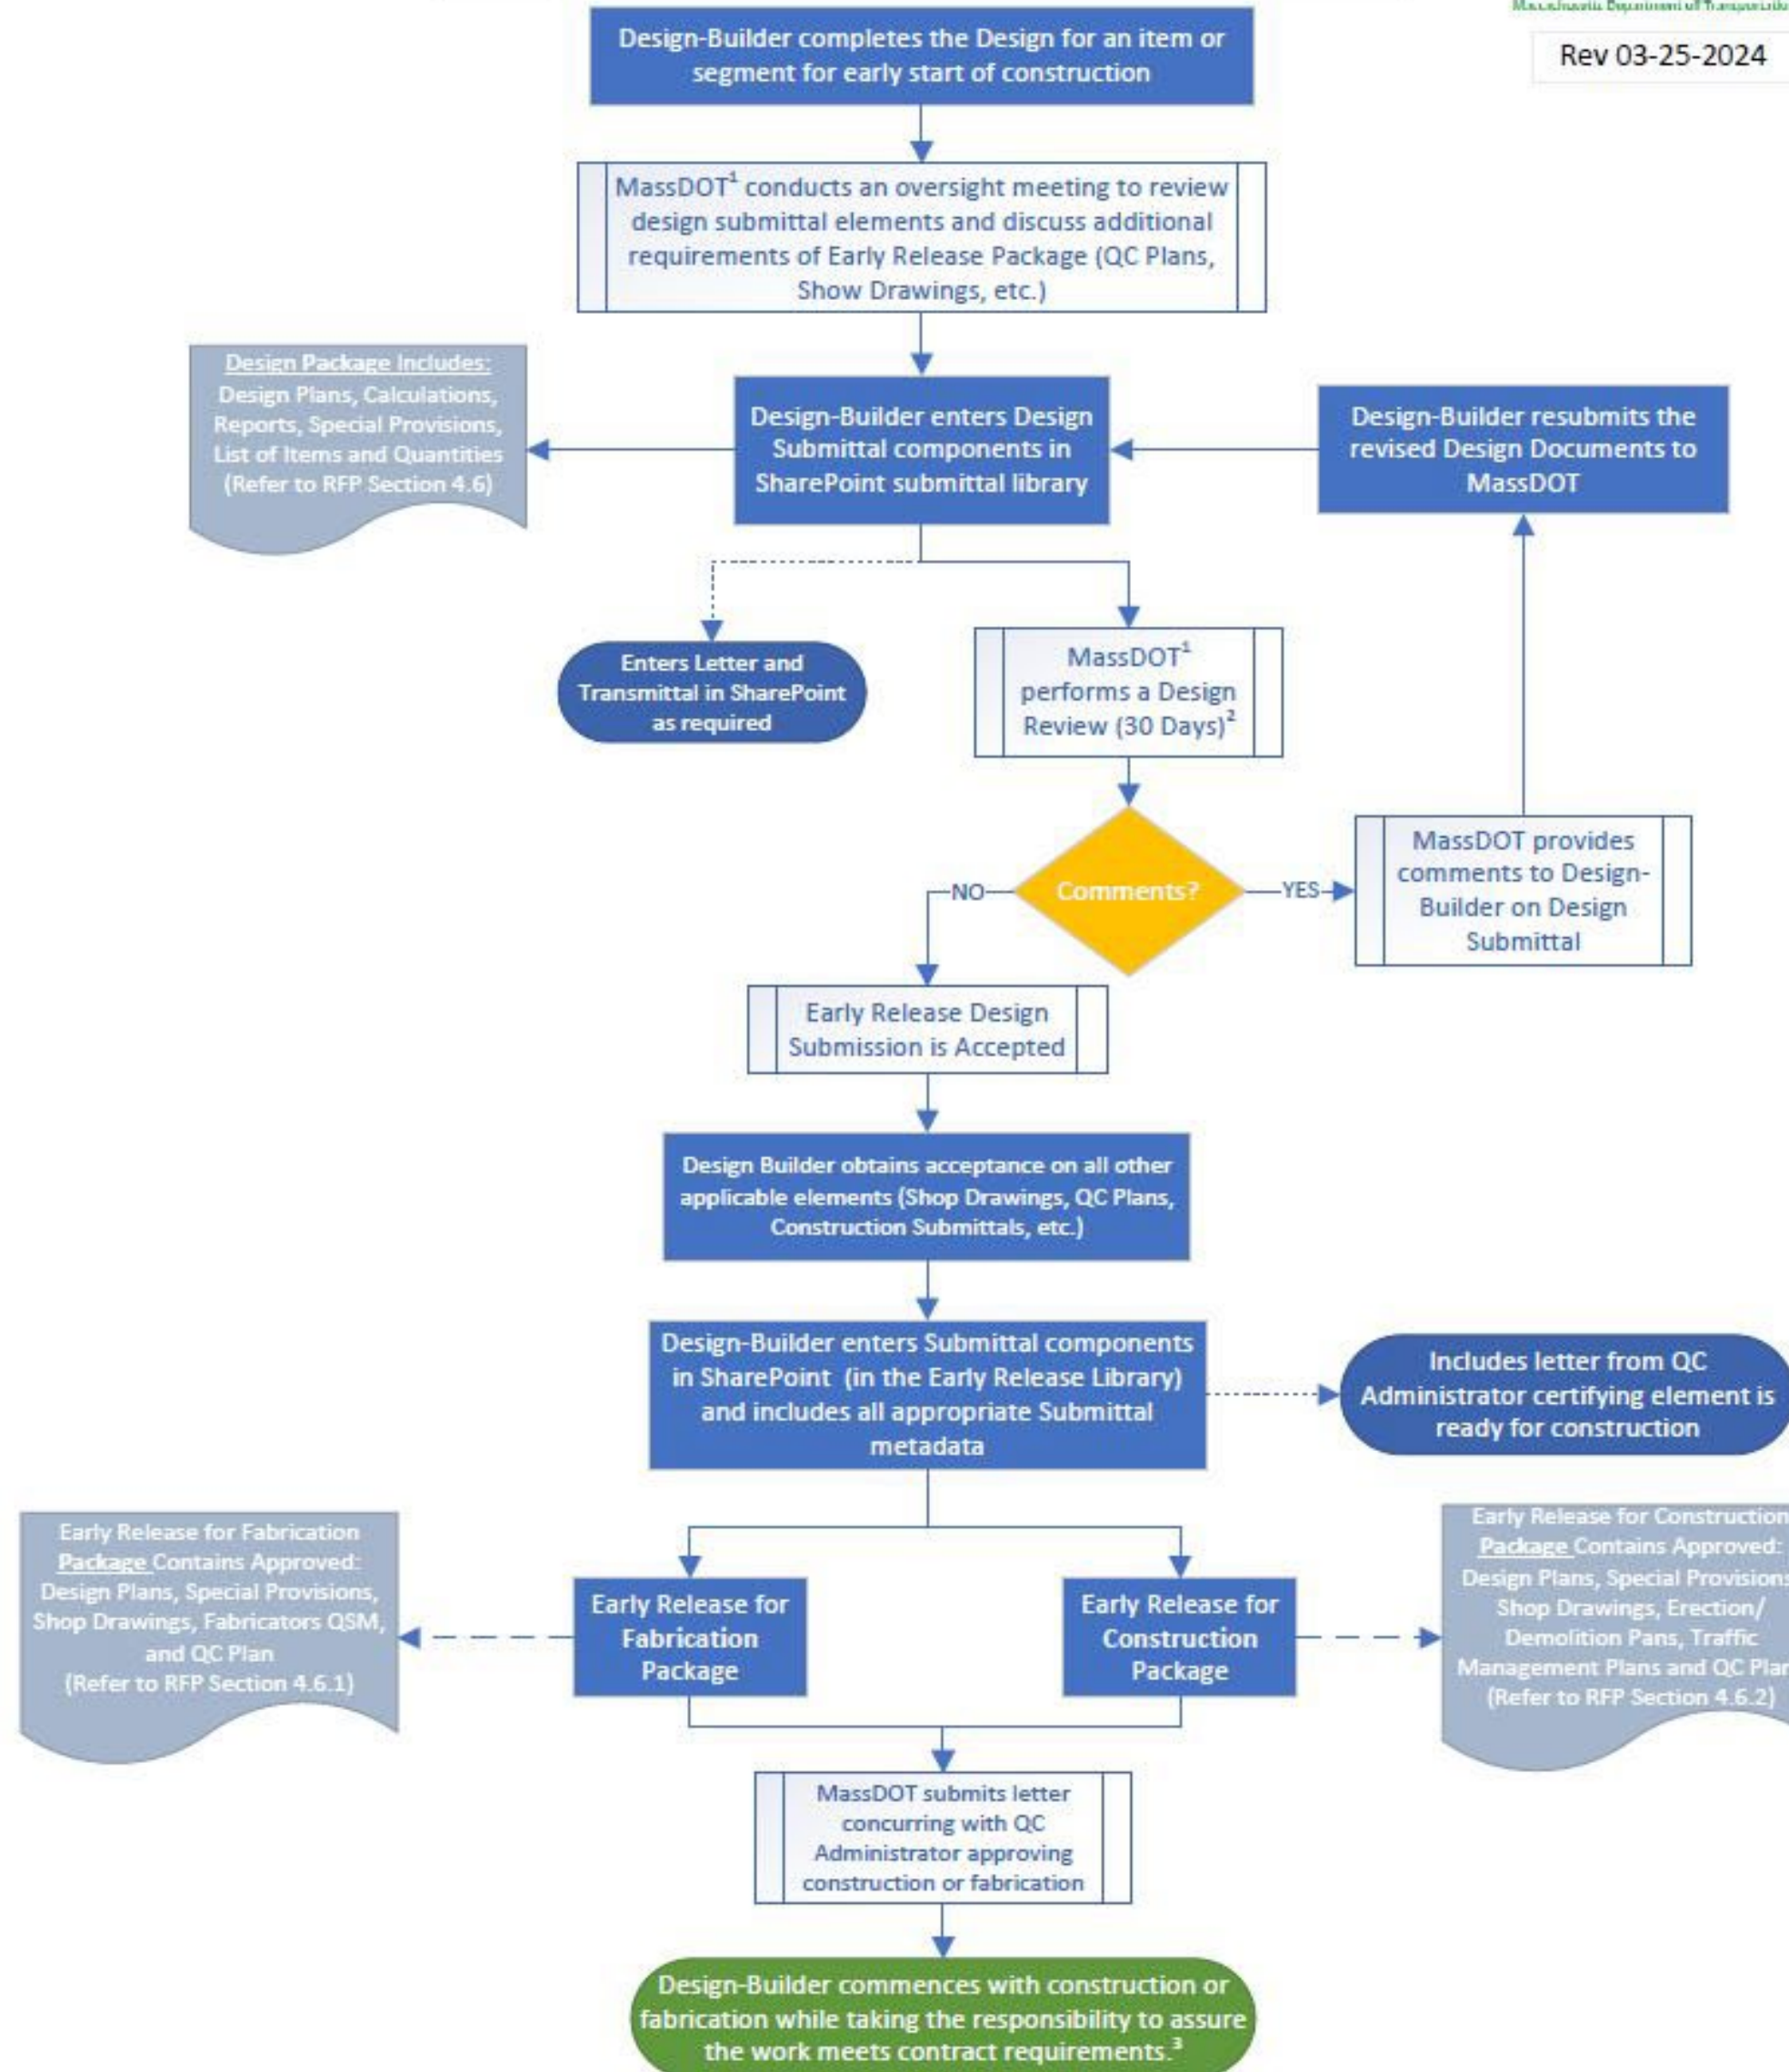 Massachusetts Department of Transportation
Rev 03-25-2024
Design-Builder completes the Design for an item or
segment for early start of construction
MassDOT¹ conducts an oversight meeting to review
design submittal elements and discuss additional
requirements of Early Release Package (QC Plans,
Show Drawings, etc.)
Design Package Includes:
Design Plans, Calculations,
Reports, Special Provisions,
List of Items and Quantities
(Refer to RFP Section 4.6)
Design-Builder enters Design
Submittal components in
SharePoint submittal library
Design-Builder resubmits the
revised Design Documents to
MassDOT
Enters Letter and
Transmittal in SharePoint
as required
MassDOT¹
performs a Design
Review (30 Days)²
Comments?
NO
YES
MassDOT provides
comments to Design-
Builder on Design
Submittal
Early Release Design
Submission is Accepted
Design Builder obtains acceptance on all other
applicable elements (Shop Drawings, QC Plans,
Construction Submittals, etc.)
Design-Builder enters Submittal components
in SharePoint (in the Early Release Library)
and includes all appropriate Submittal
metadata
Includes letter from QC
Administrator certifying element is
ready for construction
Early Release for Fabrication
Package Contains Approved:
Design Plans, Special Provisions,
Shop Drawings, Fabricators QSM,
and QC Plan
(Refer to RFP Section 4.6.1)
Early Release for
Fabrication
Package
Early Release for
Construction
Package
Early Release for Construction
Package Contains Approved:
Design Plans, Special Provisions
Shop Drawings, Erection/
Demolition Pans, Traffic
Management Plans and QC Plan
(Refer to RFP Section 4.6.2)
MassDOT submits letter
concurring with QC
Administrator approving
construction or fabrication
Design-Builder commences with construction or
fabrication while taking the responsibility to assure
the work meets contract requirements.³